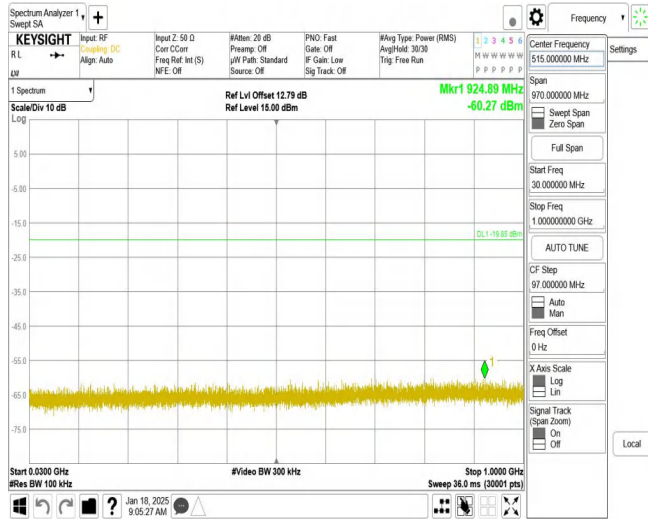 Spectrum Analyzer 1
Swept SA
+
Frequency
KEYSIGHT
RL
Input: RF
Coupling: DC
Align: Auto
Input Z: 50 Ω
Corr CCorr
Freq Ref: Int (S)
NFE: Off
#Atten: 20 dB
Preamp: Off
µW Path: Standard
Source: Off
PNO: Fast
Gate: Off
IF Gain: Low
Sig Track: Off
#Avg Type: Power (RMS)
Avg|Hold: 30/30
Trig: Free Run
1 2 3 4 5 6
M W W W W W
P P P P P P
1 Spectrum
Scale/Div 10 dB
Log
Ref Lvl Offset 12.79 dB
Ref Level 15.00 dBm
Mkr1 924.89 MHz
-60.27 dBm
5.00
-5.00
-15.0
DL1 -19.85 dBm
-25.0
-35.0
-45.0
-55.0
1
-65.0
-75.0
Start 0.0300 GHz
#Res BW 100 kHz
#Video BW 300 kHz
Stop 1.0000 GHz
Sweep 36.0 ms (30001 pts)
Center Frequency
515.000000 MHz
Settings
Span
970.000000 MHz
Swept Span
Zero Span
Full Span
Start Freq
30.000000 MHz
Stop Freq
1.000000000 GHz
AUTO TUNE
CF Step
97.000000 MHz
Auto
Man
Freq Offset
0 Hz
X Axis Scale
Log
Lin
Signal Track
(Span Zoom)
On
Off
Local
?
Jan 18, 2025
9:05:27 AM